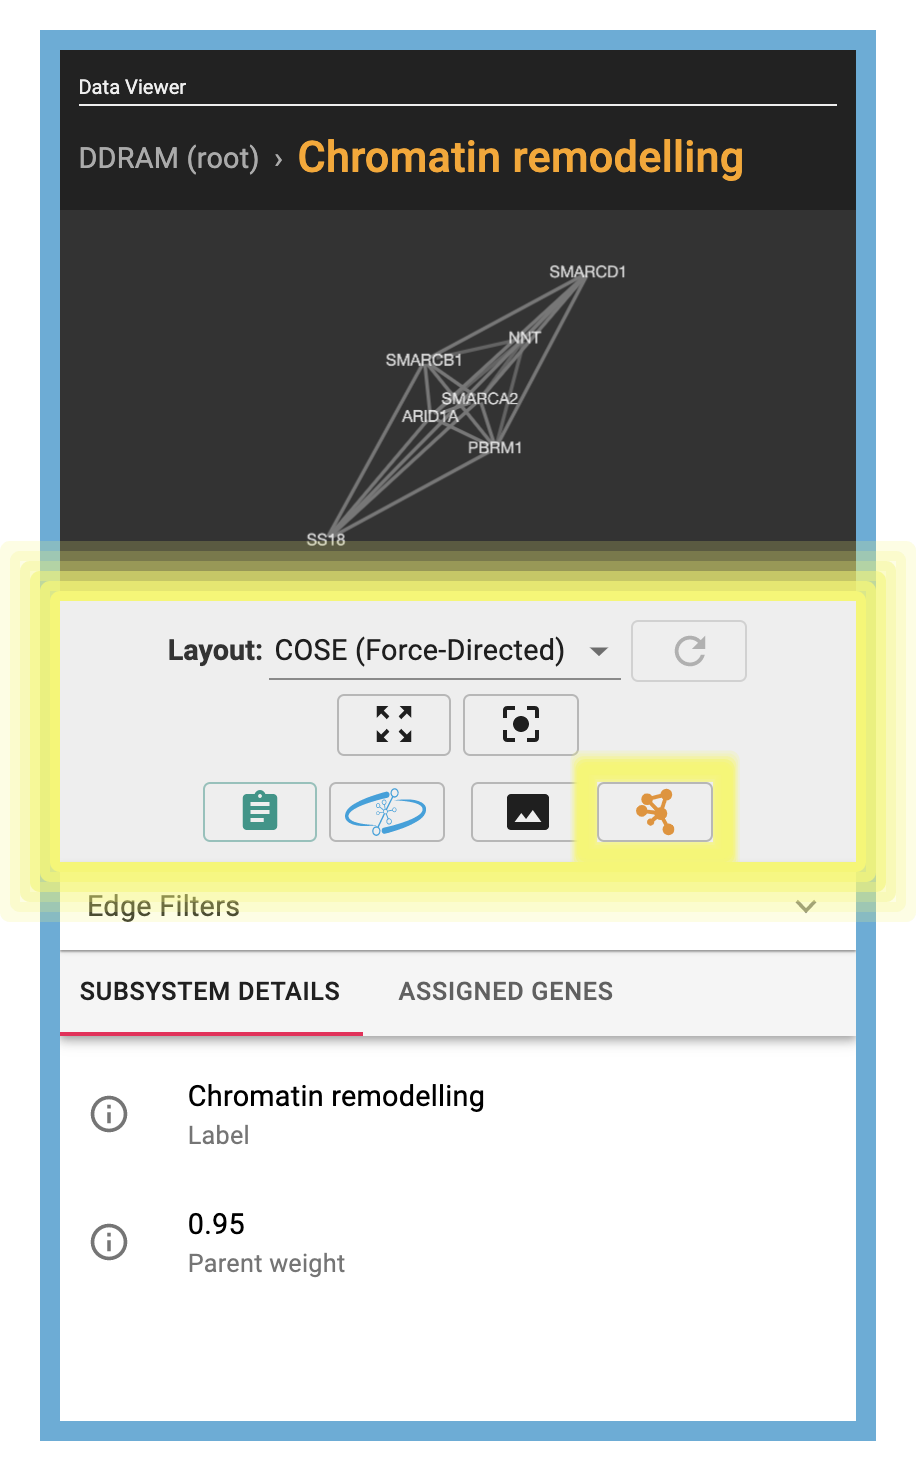 Data Viewer
DDRAM (root) › Chromatin remodelling
SMARCD1
NNT
SMARCB1
SMARCA2
ARID1A
PBRM1
SS18
Layout: COSE (Force-Directed)
Edge Filters
SUBSYSTEM DETAILS ASSIGNED GENES
Chromatin remodelling
Label
0.95
Parent weight